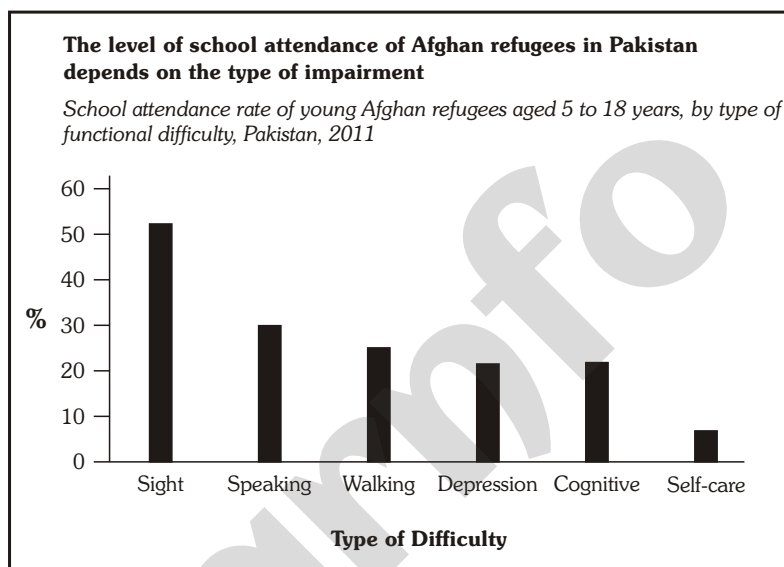 The level of school attendance of Afghan refugees in Pakistan
depends on the type of impairment
School attendance rate of young Afghan refugees aged 5 to 18 years, by type of
functional difficulty, Pakistan, 2011
60
50
40
%
30
20
10
0
Sight Speaking Walking Depression Cognitive Self-care
Type of Difficulty